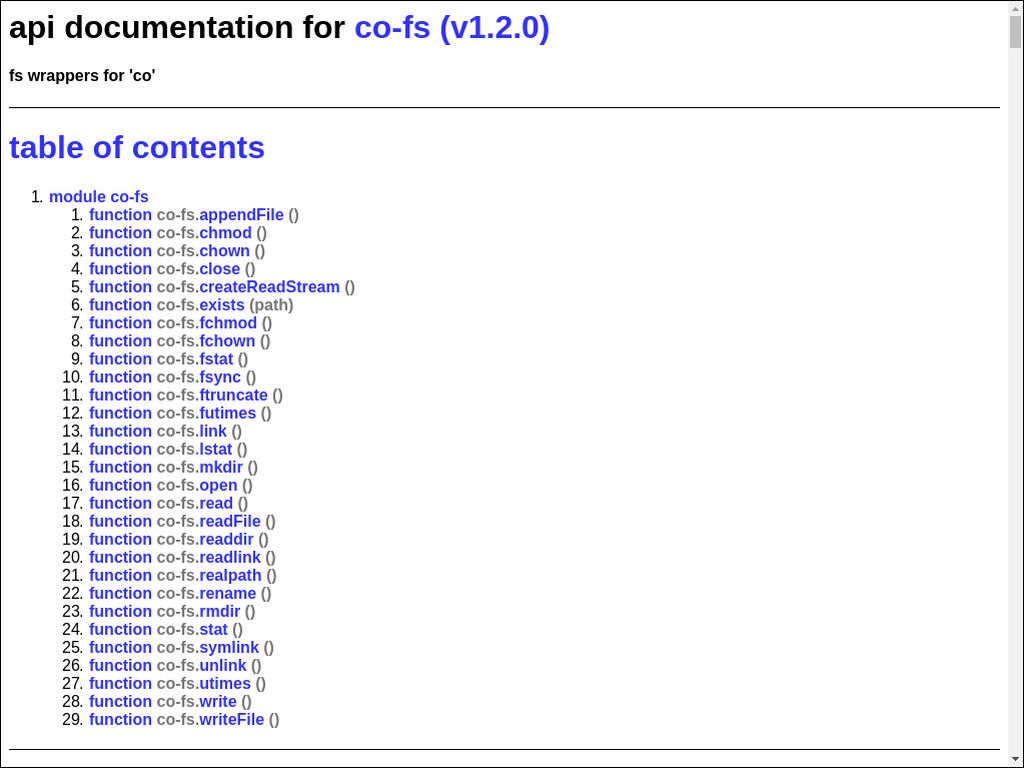 api documentation for co-fs (v1.2.0)
fs wrappers for 'co'
table of contents
1. module co-fs
1. function co-fs.appendFile ()
2. function co-fs.chmod ()
3. function co-fs.chown ()
4. function co-fs.close ()
5. function co-fs.createReadStream ()
6. function co-fs.exists (path)
7. function co-fs.fchmod ()
8. function co-fs.fchown ()
9. function co-fs.fstat ()
10. function co-fs.fsync ()
11. function co-fs.ftruncate ()
12. function co-fs.futimes ()
13. function co-fs.link ()
14. function co-fs.lstat ()
15. function co-fs.mkdir ()
16. function co-fs.open ()
17. function co-fs.read ()
18. function co-fs.readFile ()
19. function co-fs.readdir ()
20. function co-fs.readlink ()
21. function co-fs.realpath ()
22. function co-fs.rename ()
23. function co-fs.rmdir ()
24. function co-fs.stat ()
25. function co-fs.symlink ()
26. function co-fs.unlink ()
27. function co-fs.utimes ()
28. function co-fs.write ()
29. function co-fs.writeFile ()